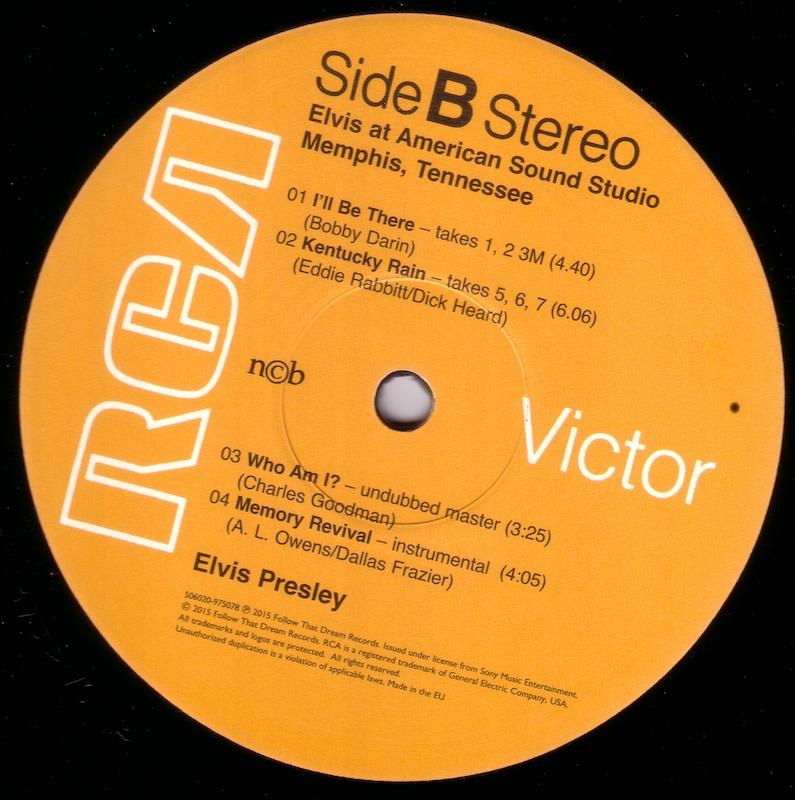 Side B Stereo
Elvis at American Sound Studio
Memphis, Tennessee
01 I'll Be There – takes 1, 2 3M (4.40)
(Bobby Darin)
02 Kentucky Rain – takes 5, 6, 7 (6.06)
(Eddie Rabbitt/Dick Heard)
RCA
n©b
Victor
03 Who Am I? – undubbed master (3:25)
(Charles Goodman)
04 Memory Revival – instrumental (4:05)
(A. L. Owens/Dallas Frazier)
Elvis Presley
506020-975078 ℗ 2015 Follow That Dream Records. Issued under license from Sony Music Entertainment.
© 2015 Follow That Dream Records. RCA is a registered trademark of General Electric Company, USA.
All trademarks and logos are protected. All rights reserved.
Unauthorized duplication is a violation of applicable laws. Made in the EU